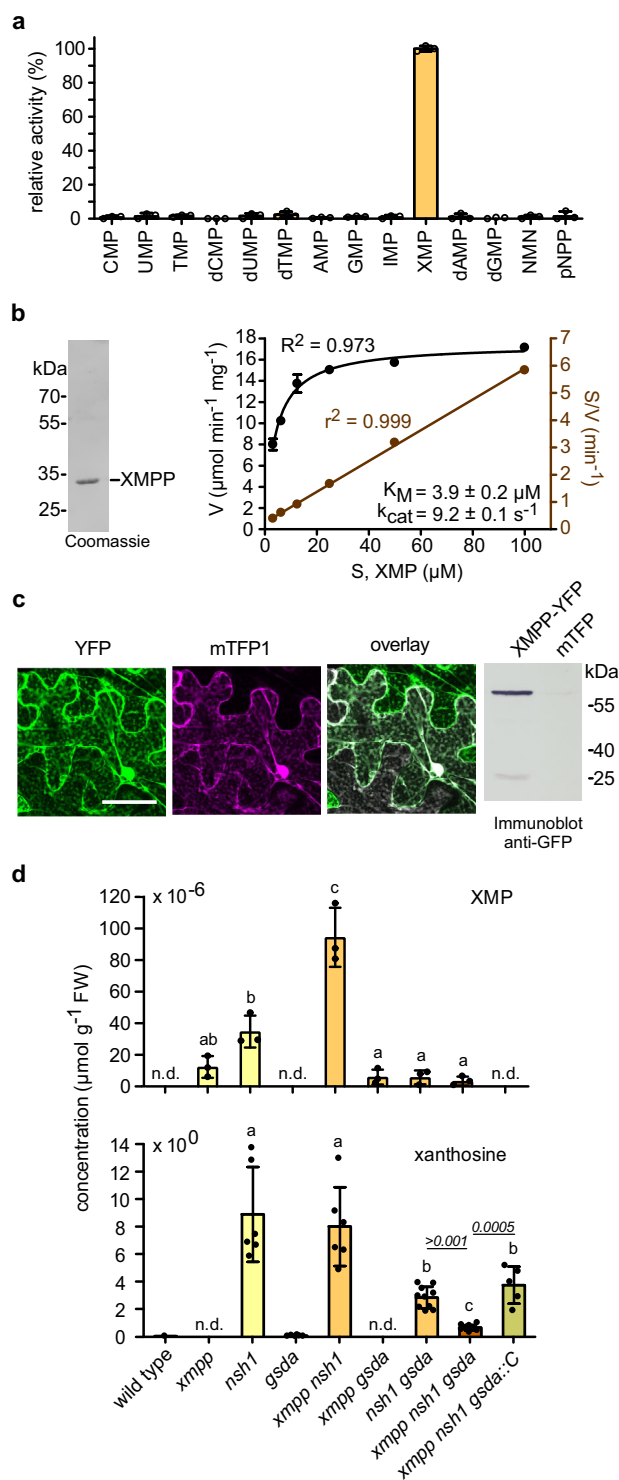 a
relative activity (%)
100
80
60
40
20
0
CMP
UMP
TMP
dCMP
dUMP
dTMP
AMP
GMP
IMP
XMP
dAMP
dGMP
NMN
pNPP
b
kDa
70-
55-
35-
25-
XMPP
Coomassie
V (µmol min⁻¹ mg⁻¹)
18
16
14
12
10
8
6
4
2
0
R² = 0.973
r² = 0.999
K_M = 3.9 ± 0.2 µM
k_cat = 9.2 ± 0.1 s⁻¹
0
25
50
75
100
S, XMP (µM)
7
6
5
4
3
2
1
0
S/V (min⁻¹)
c
YFP
mTFP1
overlay
XMPP-YFP
mTFP
kDa
-55
-40
-25
Immunoblot
anti-GFP
d
concentration (µmol g⁻¹ FW)
120
100
80
60
40
20
0
x 10⁻⁶
XMP
n.d.
ab
b
n.d.
c
a
a
a
n.d.
14
12
10
8
6
4
2
0
x 10⁰
xanthosine
n.d.
a
a
n.d.
>0.001
0.0005
b
c
b
wild type
xmpp
nsh1
gsda
xmpp nsh1
xmpp gsda
nsh1 gsda
xmpp nsh1 gsda
xmpp nsh1 gsda::C